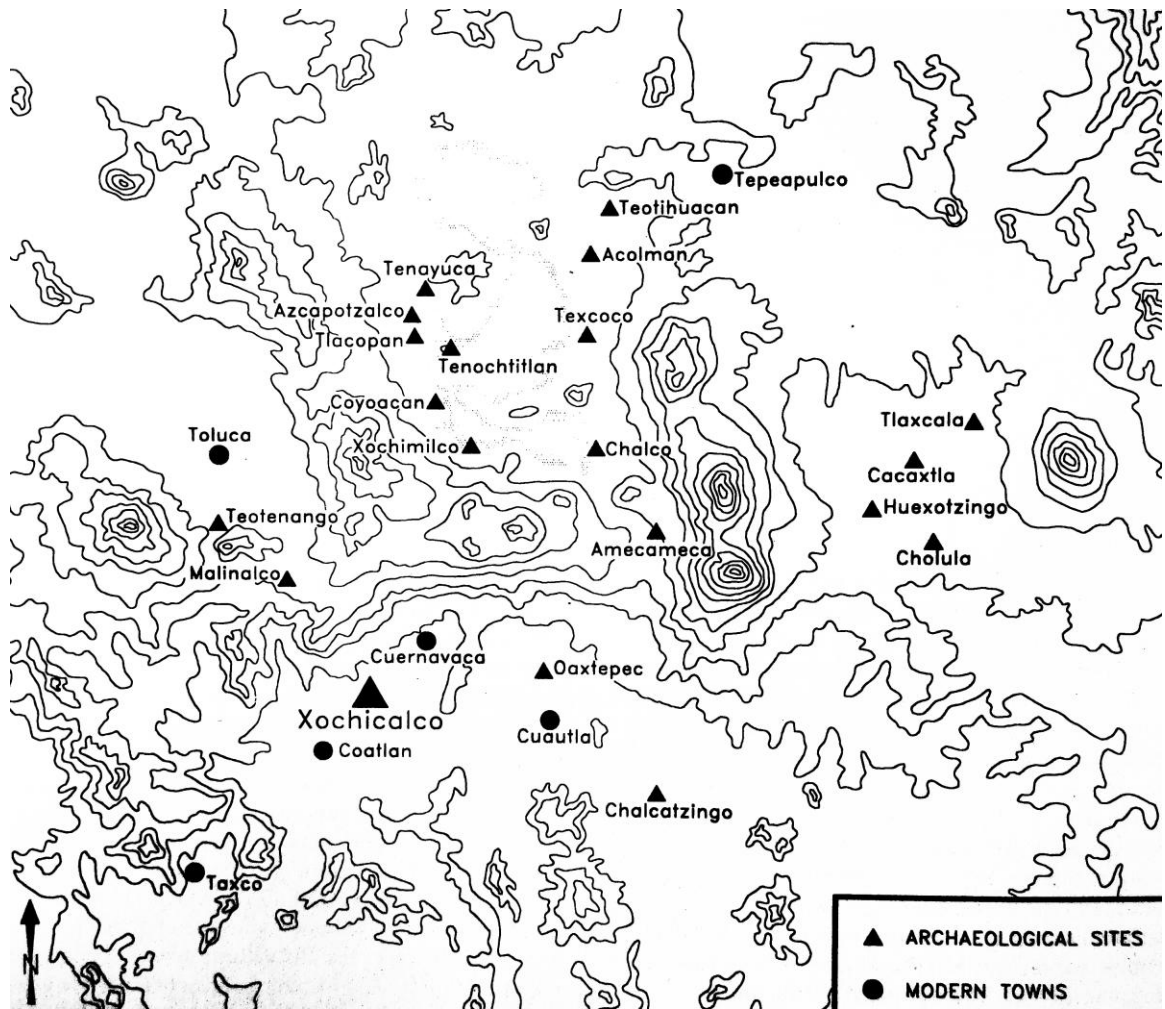 Tepeapulco
Teotihuacan
Acolman
Tenayuca
Azcapotzalco
Texcoco
Tlacopan
Tenochtitlan
Coyoacan
Tlaxcala
Toluca
Xochimilco
Chalco
Cacaxtla
Huexotzingo
Teotenango
Amecameca
Cholula
Malinalco
Cuernavaca
Oaxtepec
Xochicalco
Cuautla
Coatlan
Chalcatzingo
Taxco
N
ARCHAEOLOGICAL SITES
MODERN TOWNS